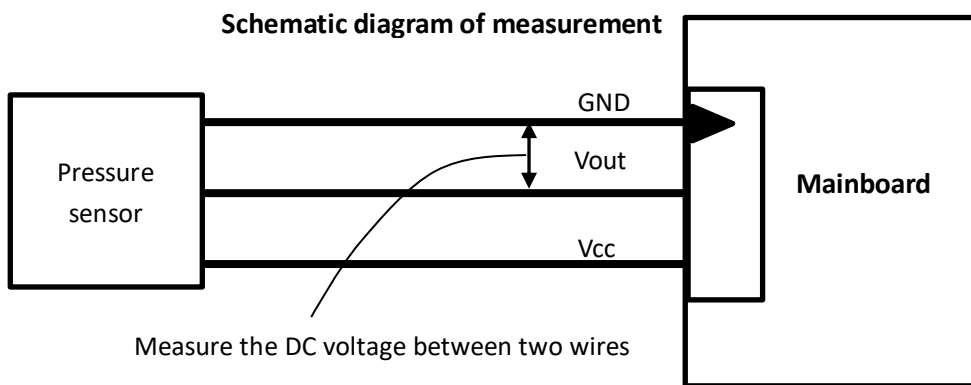 Schematic diagram of measurement
GND
Pressure
sensor
Vout
Mainboard
Vcc
Measure the DC voltage between two wires